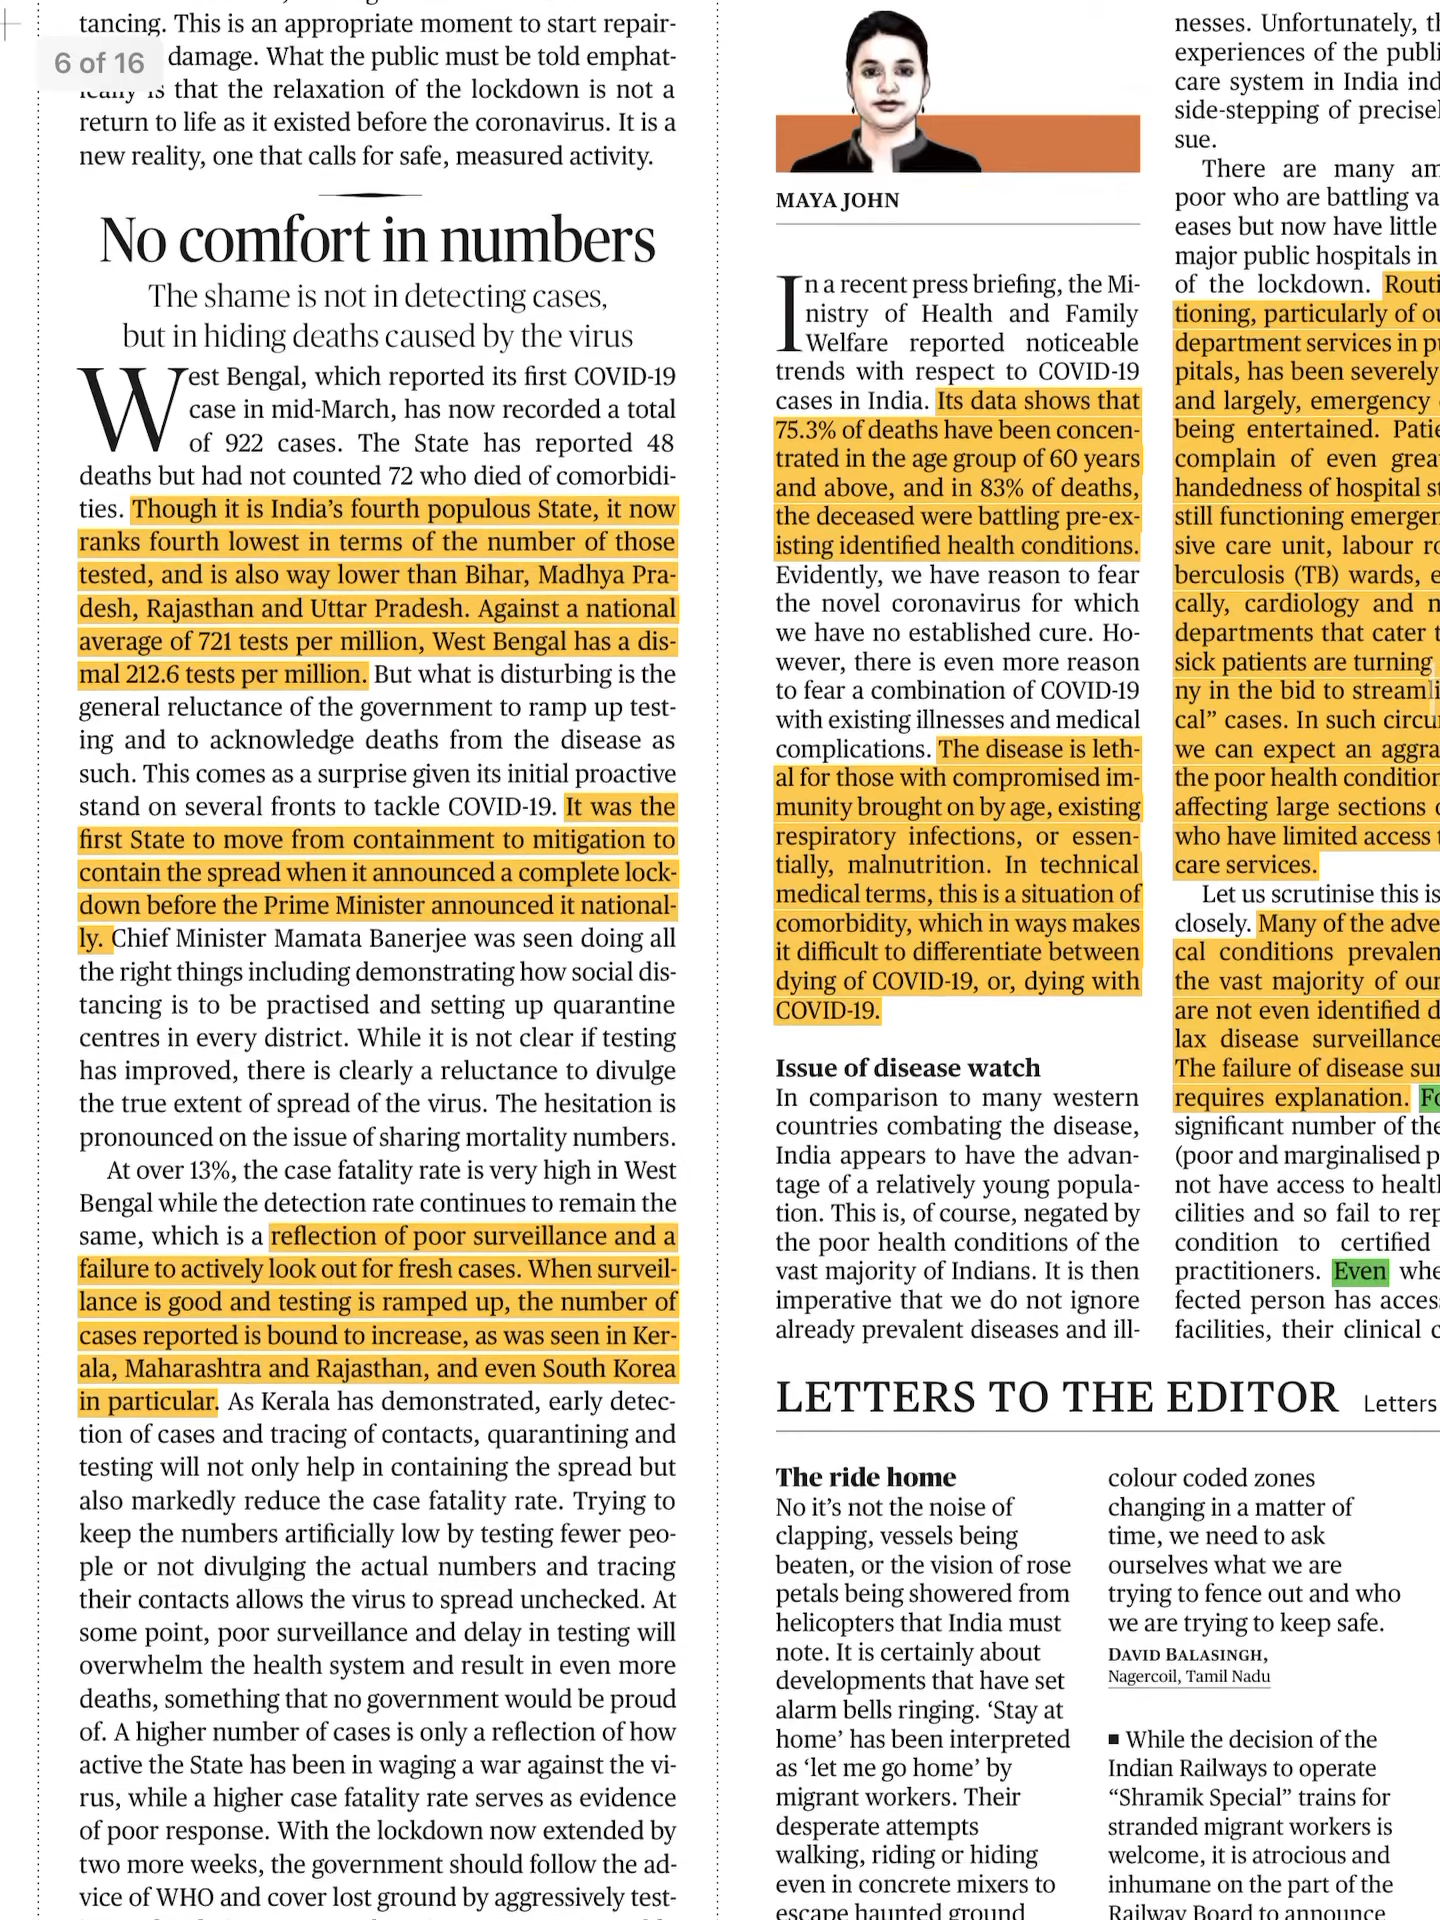 tancing. This is an appropriate moment to start repair-
6 of 16
damage. What the public must be told emphat-
is that the relaxation of the lockdown is not a
return to life as it existed before the coronavirus. It is a
new reality, one that calls for safe, measured activity.
No comfort in numbers
The shame is not in detecting cases,
but in hiding deaths caused by the virus
West Bengal, which reported its first COVID-19
case in mid-March, has now recorded a total
of 922 cases. The State has reported 48
deaths but had not counted 72 who died of comorbidi-
ties. Though it is India’s fourth populous State, it now
ranks fourth lowest in terms of the number of those
tested, and is also way lower than Bihar, Madhya Pra-
desh, Rajasthan and Uttar Pradesh. Against a national
average of 721 tests per million, West Bengal has a dis-
mal 212.6 tests per million. But what is disturbing is the
general reluctance of the government to ramp up test-
ing and to acknowledge deaths from the disease as
such. This comes as a surprise given its initial proactive
stand on several fronts to tackle COVID-19. It was the
first State to move from containment to mitigation to
contain the spread when it announced a complete lock-
down before the Prime Minister announced it national-
ly. Chief Minister Mamata Banerjee was seen doing all
the right things including demonstrating how social dis-
tancing is to be practised and setting up quarantine
centres in every district. While it is not clear if testing
has improved, there is clearly a reluctance to divulge
the true extent of spread of the virus. The hesitation is
pronounced on the issue of sharing mortality numbers.
At over 13%, the case fatality rate is very high in West
Bengal while the detection rate continues to remain the
same, which is a reflection of poor surveillance and a
failure to actively look out for fresh cases. When surveil-
lance is good and testing is ramped up, the number of
cases reported is bound to increase, as was seen in Ker-
ala, Maharashtra and Rajasthan, and even South Korea
in particular. As Kerala has demonstrated, early detec-
tion of cases and tracing of contacts, quarantining and
testing will not only help in containing the spread but
also markedly reduce the case fatality rate. Trying to
keep the numbers artificially low by testing fewer peo-
ple or not divulging the actual numbers and tracing
their contacts allows the virus to spread unchecked. At
some point, poor surveillance and delay in testing will
overwhelm the health system and result in even more
deaths, something that no government would be proud
of. A higher number of cases is only a reflection of how
active the State has been in waging a war against the vi-
rus, while a higher case fatality rate serves as evidence
of poor response. With the lockdown now extended by
two more weeks, the government should follow the ad-
vice of WHO and cover lost ground by aggressively test-
MAYA JOHN
In a recent press briefing, the Mi-
nistry of Health and Family
Welfare reported noticeable
trends with respect to COVID-19
cases in India. Its data shows that
75.3% of deaths have been concen-
trated in the age group of 60 years
and above, and in 83% of deaths,
the deceased were battling pre-ex-
isting identified health conditions.
Evidently, we have reason to fear
the novel coronavirus for which
we have no established cure. Ho-
wever, there is even more reason
to fear a combination of COVID-19
with existing illnesses and medical
complications. The disease is leth-
al for those with compromised im-
munity brought on by age, existing
respiratory infections, or essen-
tially, malnutrition. In technical
medical terms, this is a situation of
comorbidity, which in ways makes
it difficult to differentiate between
dying of COVID-19, or, dying with
COVID-19.
Issue of disease watch
In comparison to many western
countries combating the disease,
India appears to have the advan-
tage of a relatively young popula-
tion. This is, of course, negated by
the poor health conditions of the
vast majority of Indians. It is then
imperative that we do not ignore
already prevalent diseases and ill-
nesses. Unfortunately,
experiences of the
care system in India
side-stepping of
sue.
There are many
poor who are battling
eases but now have little
major public hospitals in
of the lockdown.
tioning, particularly of
department services in
pitals, has been severely
and largely, emergency
being entertained.
complain of even
handedness of hospital
still functioning
sive care unit, labour
berculosis (TB) wards,
cally, cardiology and
departments that cater
sick patients are turning
ny in the bid to
cal” cases. In such
we can expect an
the poor health
affecting large sections
who have limited access
care services.
Let us scrutinise this
closely. Many of the
cal conditions
the vast majority of
are not even identified
lax disease surveillance
The failure of disease
requires explanation.
significant number of
(poor and marginalised
not have access to
cilities and so fail to
condition to certified
practitioners. Even
fected person has
facilities, their clinical
LETTERS TO THE EDITOR Letters
The ride home
No it’s not the noise of
clapping, vessels being
beaten, or the vision of rose
petals being showered from
helicopters that India must
note. It is certainly about
developments that have set
alarm bells ringing. ‘Stay at
home’ has been interpreted
as ‘let me go home’ by
migrant workers. Their
desperate attempts
walking, riding or hiding
even in concrete mixers to
escape haunted ground
colour coded zones
changing in a matter of
time, we need to ask
ourselves what we are
trying to fence out and who
we are trying to keep safe.
DAVID BALASINGH,
Nagercoil, Tamil Nadu
■ While the decision of the
Indian Railways to operate
“Shramik Special” trains for
stranded migrant workers is
welcome, it is atrocious and
inhumane on the part of the
Railway Board to announce